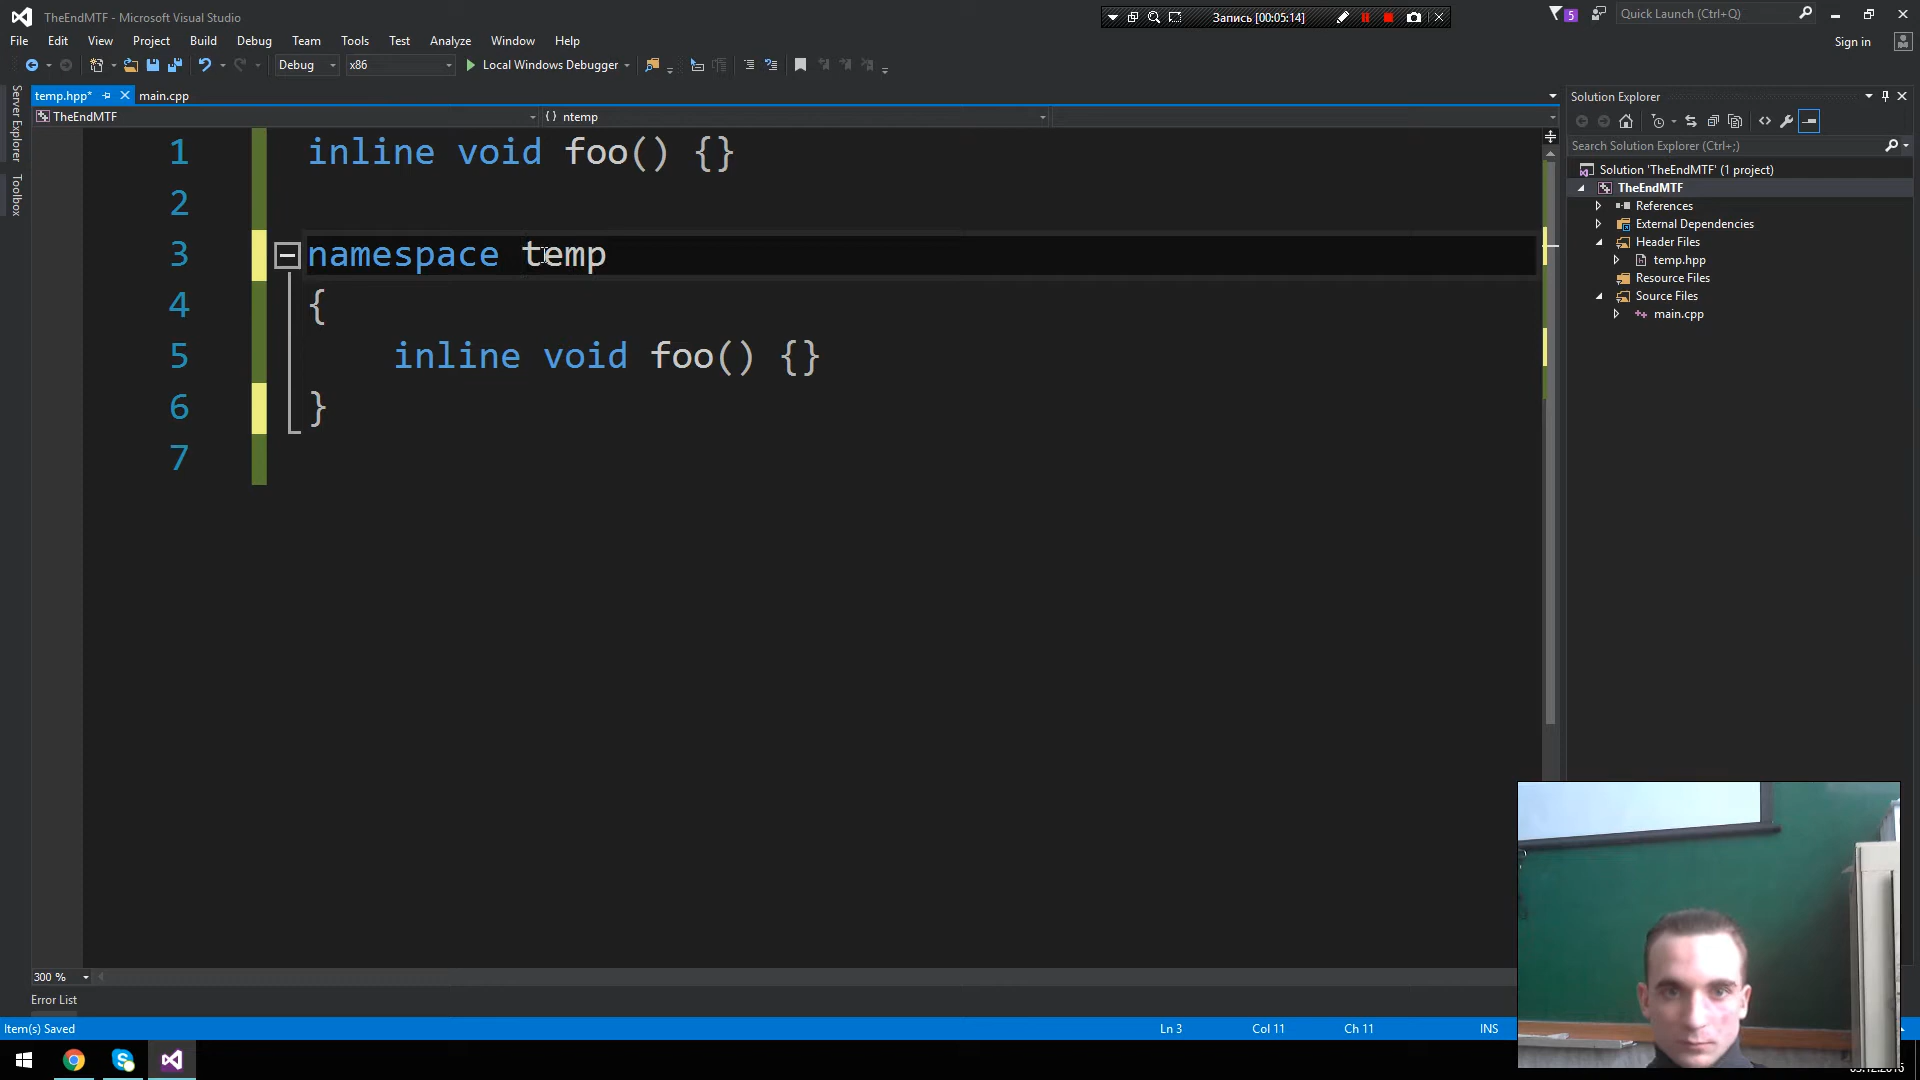 TheEndMTF - Microsoft Visual Studio
Запись [00:05:14]
5
Quick Launch (Ctrl+Q)
File Edit View Project Build Debug Team Tools Test Analyze Window Help
Sign in
Debug x86 Local Windows Debugger
Server Explorer
Toolbox
temp.hpp* main.cpp
TheEndMTF {} ntemp
1 inline void foo() {}
2
3 namespace temp
4 {
5 inline void foo() {}
6 }
7
Solution Explorer
Search Solution Explorer (Ctrl+;)
Solution 'TheEndMTF' (1 project)
TheEndMTF
References
External Dependencies
Header Files
temp.hpp
Resource Files
Source Files
main.cpp
300 %
Error List
Item(s) Saved Ln 3 Col 11 Ch 11 INS